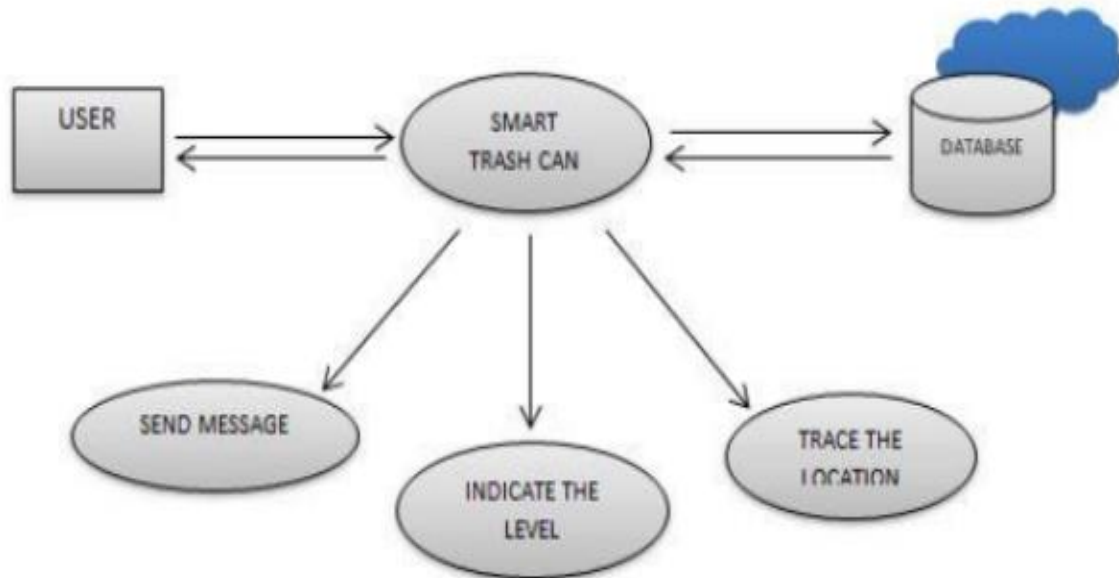 USER
SMART
TRASH CAN
DATABASE
SEND MESSAGE
INDICATE THE
LEVEL
TRACE THE
LOCATION